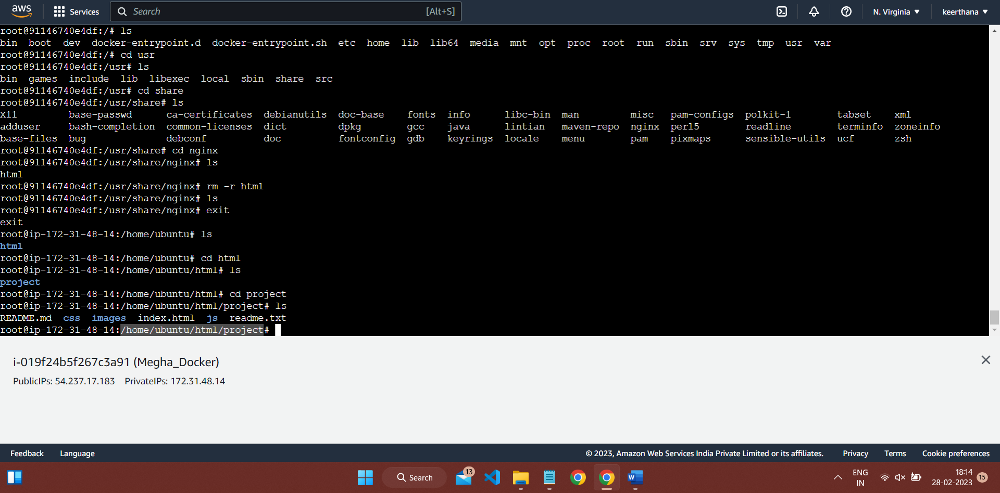 aws Services Search [Alt+S] N. Virginia keerthana
root@91146740e4df:/# ls
bin boot dev docker-entrypoint.d docker-entrypoint.sh etc home lib lib64 media mnt opt proc root run sbin srv sys tmp usr var
root@91146740e4df:/# cd usr
root@91146740e4df:/usr# ls
bin games include lib libexec local sbin share src
root@91146740e4df:/usr# cd share
root@91146740e4df:/usr/share# ls
X11 base-passwd ca-certificates debianutils doc-base fonts info libc-bin man misc pam-configs polkit-1 tabset xml
adduser bash-completion common-licenses dict dpkg gcc java lintian maven-repo nginx perl5 readline terminfo zoneinfo
base-files bug debconf doc fontconfig gdb keyrings locale menu pam pixmaps sensible-utils ucf zsh
root@91146740e4df:/usr/share# cd nginx
root@91146740e4df:/usr/share/nginx# ls
html
root@91146740e4df:/usr/share/nginx# rm -r html
root@91146740e4df:/usr/share/nginx# ls
root@91146740e4df:/usr/share/nginx# exit
exit
root@ip-172-31-48-14:/home/ubuntu# ls
html
root@ip-172-31-48-14:/home/ubuntu# cd html
root@ip-172-31-48-14:/home/ubuntu/html# ls
project
root@ip-172-31-48-14:/home/ubuntu/html# cd project
root@ip-172-31-48-14:/home/ubuntu/html/project# ls
README.md css images index.html js readme.txt
root@ip-172-31-48-14:/home/ubuntu/html/project#
i-019f24b5f267c3a91 (Megha_Docker)
PublicIPs: 54.237.17.183 PrivateIPs: 172.31.48.14
Feedback Language © 2023, Amazon Web Services India Private Limited or its affiliates. Privacy Terms Cookie preferences
Search 13 W ENG 18:14 15
IN 28-02-2023